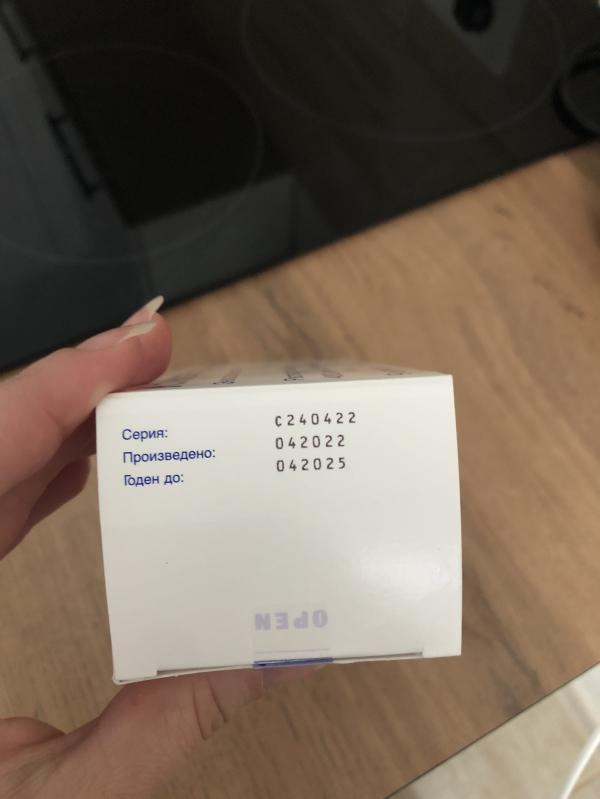 Серия: C240422
Произведено: 042022
Годен до: 042025
OPEN